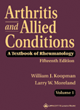 Arthritis and
Allied Conditions
A Textbook of Rheumatology
Fifteenth Edition
William J. Koopman
Larry W. Moreland
Volume 1